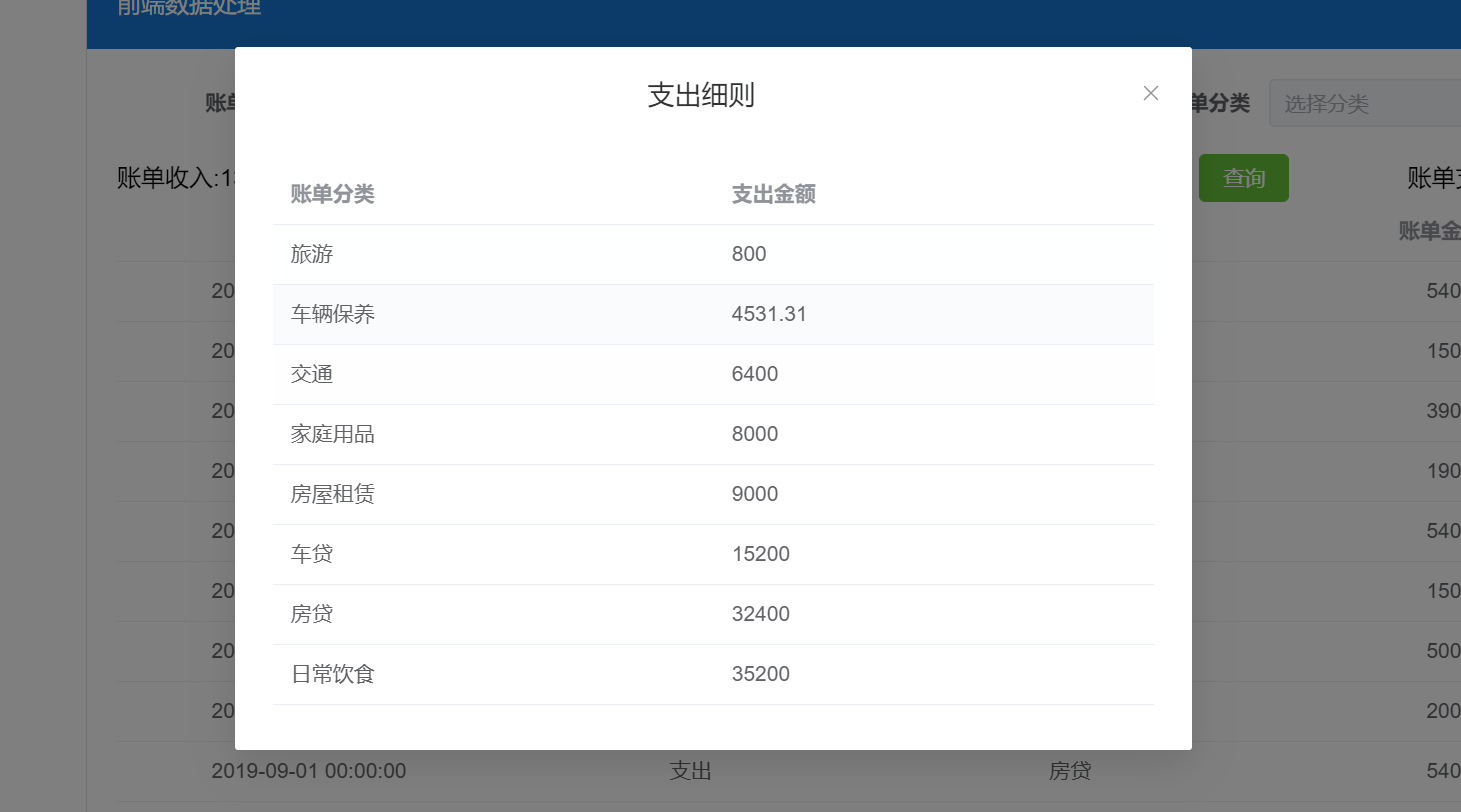 前端数据处理
支出细则
单分类 选择分类
账单收入:1
查询
账单分类 支出金额
账单金
旅游 800
20 540
车辆保养 4531.31
20 150
交通 6400
20 390
家庭用品 8000
20 190
房屋租赁 9000
20 540
车贷 15200
20 150
房贷 32400
20 500
日常饮食 35200
20 200
2019-09-01 00:00:00 支出 房贷 540